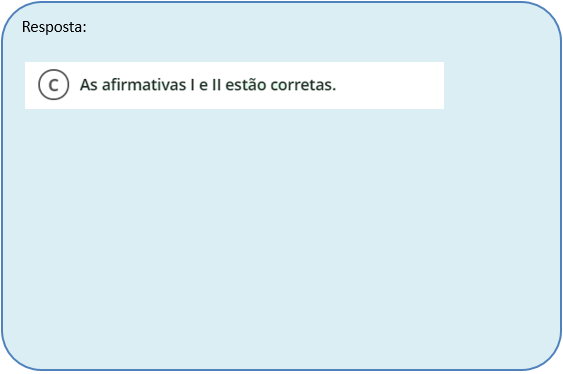 Resposta:
C As afirmativas I e II estão corretas.